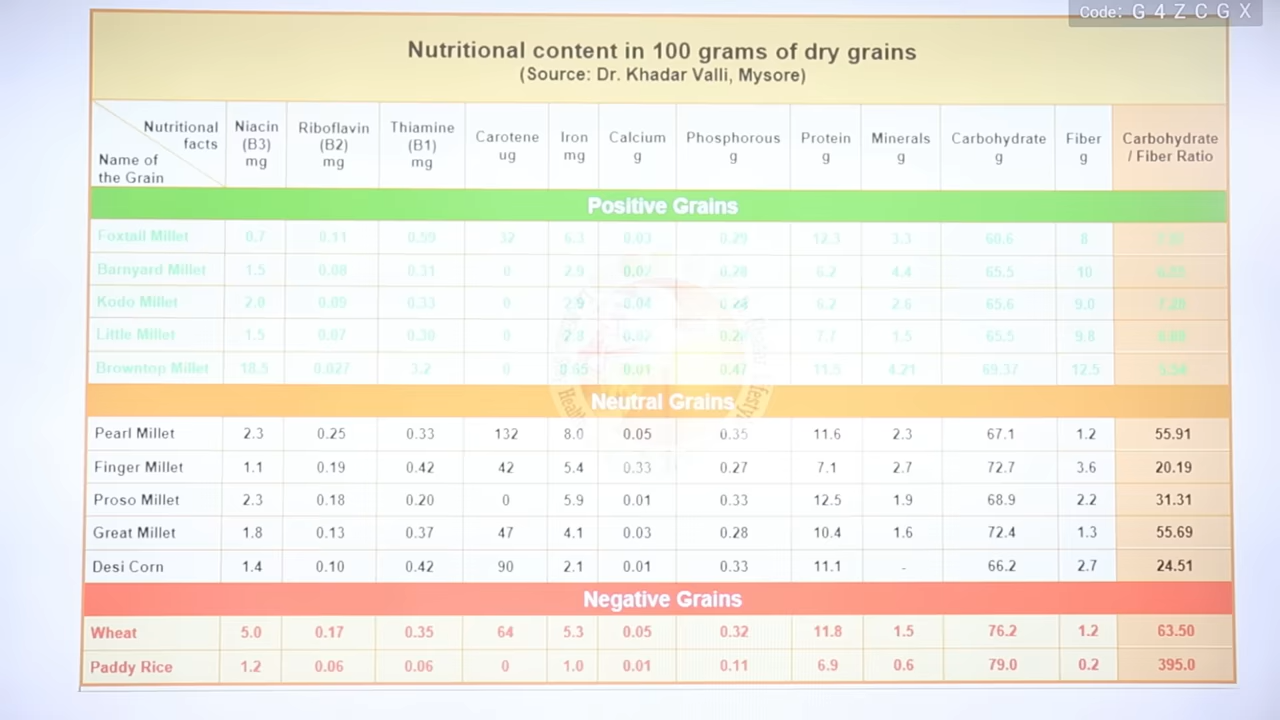 Code: G 4 Z C G X
Nutritional content in 100 grams of dry grains
(Source: Dr. Khadar Valli, Mysore)
Nutritional facts Name of the Grain Niacin (B3) mg Riboflavin (B2) mg Thiamine (B1) mg Carotene ug Iron mg Calcium g Phosphorous g Protein g Minerals g Carbohydrate g Fiber g Carbohydrate / Fiber Ratio
Positive Grains
Foxtail Millet 0.7 0.11 0.59 32 6.3 0.03 0.29 12.3 3.3 60.6 8
Barnyard Millet 1.5 0.08 0.31 0 2.9 0.02 0.28 6.2 4.4 65.5 10
Kodo Millet 2.0 0.09 0.33 0 2.9 0.04 6.2 2.6 65.6 9.0
Little Millet 1.5 0.07 0.30 0 2.8 0.02 7.7 1.5 65.5 9.8
Browntop Millet 18.5 0.027 3.2 0 0.65 0.01 0.47 11.5 4.21 69.37 12.5
Neutral Grains
Pearl Millet 2.3 0.25 0.33 132 8.0 0.05 0.35 11.6 2.3 67.1 1.2 55.91
Finger Millet 1.1 0.19 0.42 42 5.4 0.33 0.27 7.1 2.7 72.7 3.6 20.19
Proso Millet 2.3 0.18 0.20 0 5.9 0.01 0.33 12.5 1.9 68.9 2.2 31.31
Great Millet 1.8 0.13 0.37 47 4.1 0.03 0.28 10.4 1.6 72.4 1.3 55.69
Desi Corn 1.4 0.10 0.42 90 2.1 0.01 0.33 11.1 - 66.2 2.7 24.51
Negative Grains
Wheat 5.0 0.17 0.35 64 5.3 0.05 0.32 11.8 1.5 76.2 1.2 63.50
Paddy Rice 1.2 0.06 0.06 0 1.0 0.01 0.11 6.9 0.6 79.0 0.2 395.0